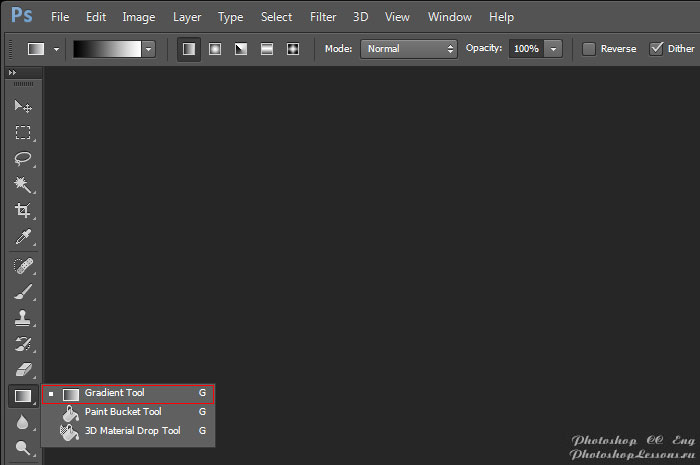 Ps File Edit Image Layer Type Select Filter 3D View Window Help
Mode: Normal Opacity: 100% Reverse Dither
Gradient Tool G
Paint Bucket Tool G
3D Material Drop Tool G
Photoshop CC Eng
PhotoshopLessons.ru